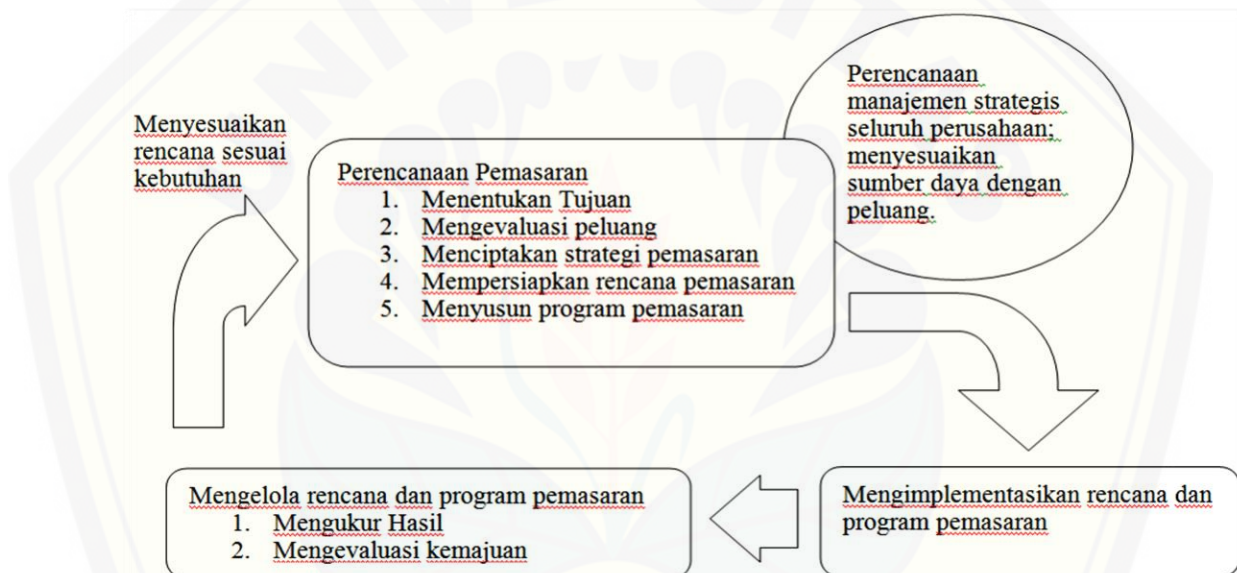 Menyesuaikan
rencana sesuai
kebutuhan
Perencanaan Pemasaran
1. Menentukan Tujuan
2. Mengevaluasi peluang
3. Menciptakan strategi pemasaran
4. Mempersiapkan rencana pemasaran
5. Menyusun program pemasaran
Perencanaan
manajemen strategis
seluruh perusahaan;
menyesuaikan
sumber daya dengan
peluang.
Mengimplementasikan rencana dan
program pemasaran
Mengelola rencana dan program pemasaran
1. Mengukur Hasil
2. Mengevaluasi kemajuan